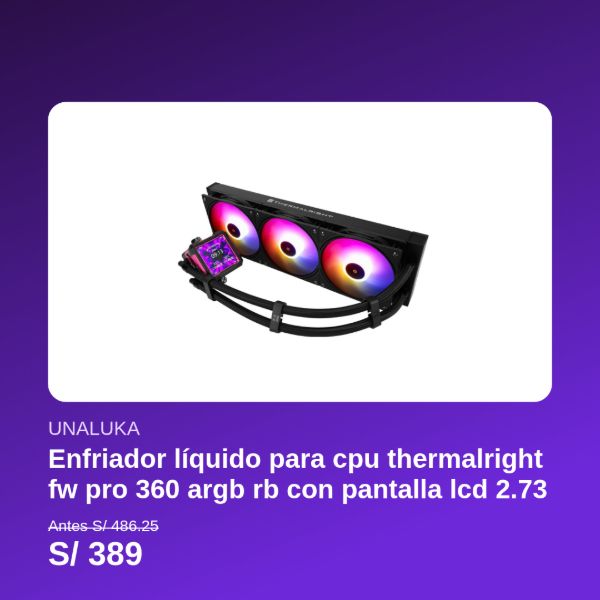 THERMALRIGHT
UNALUKA
Enfriador líquido para cpu thermalright
fw pro 360 argb rb con pantalla lcd 2.73
Antes S/ 486.25
S/ 389